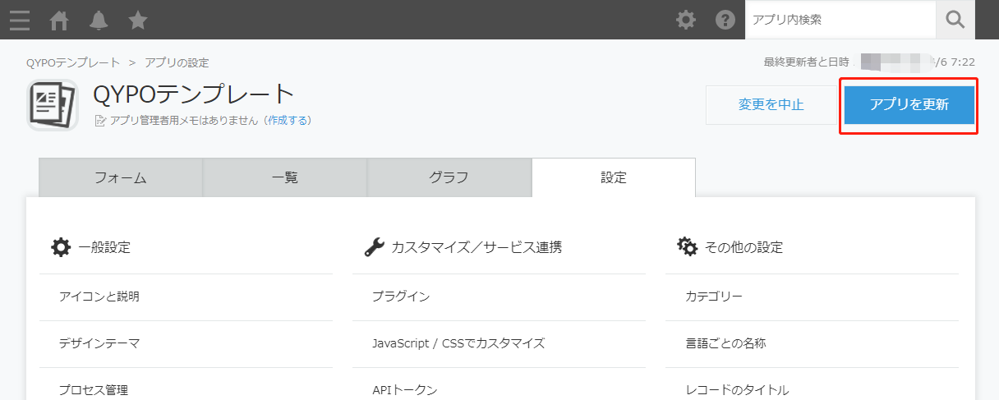 アプリ内検索
QYPOテンプレート > アプリの設定
最終更新者と日時 /6 7:22
QYPOテンプレート
アプリ管理者用メモはありません（作成する）
変更を中止
アプリを更新
フォーム
一覧
グラフ
設定
一般設定
カスタマイズ／サービス連携
その他の設定
アイコンと説明
プラグイン
カテゴリー
デザインテーマ
JavaScript / CSSでカスタマイズ
言語ごとの名称
プロセス管理
APIトークン
レコードのタイトル